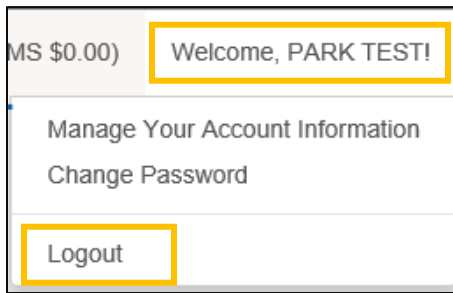 MS $0.00) Welcome, PARK TEST!
Manage Your Account Information
Change Password
Logout